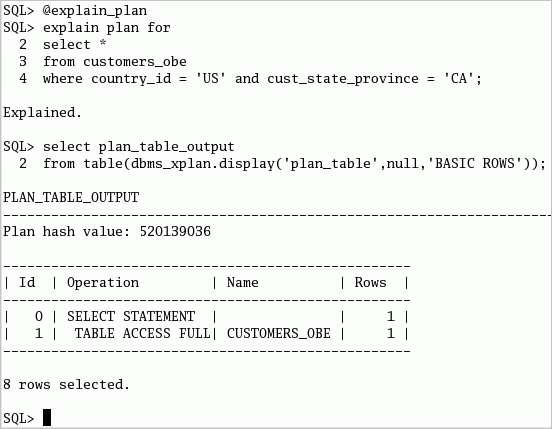 SQL> @explain_plan
SQL> explain plan for
  2  select *
  3  from customers_obe
  4  where country_id = 'US' and cust_state_province = 'CA';
Explained.
SQL> select plan_table_output
  2  from table(dbms_xplan.display('plan_table',null,'BASIC ROWS'));
PLAN_TABLE_OUTPUT
--------------------------------------------------------------------
Plan hash value: 520139036
---------------------------------------------------
| Id  | Operation         | Name          | Rows  |
---------------------------------------------------
|   0 | SELECT STATEMENT  |               |     1 |
|   1 |  TABLE ACCESS FULL| CUSTOMERS_OBE |     1 |
---------------------------------------------------
8 rows selected.
SQL>